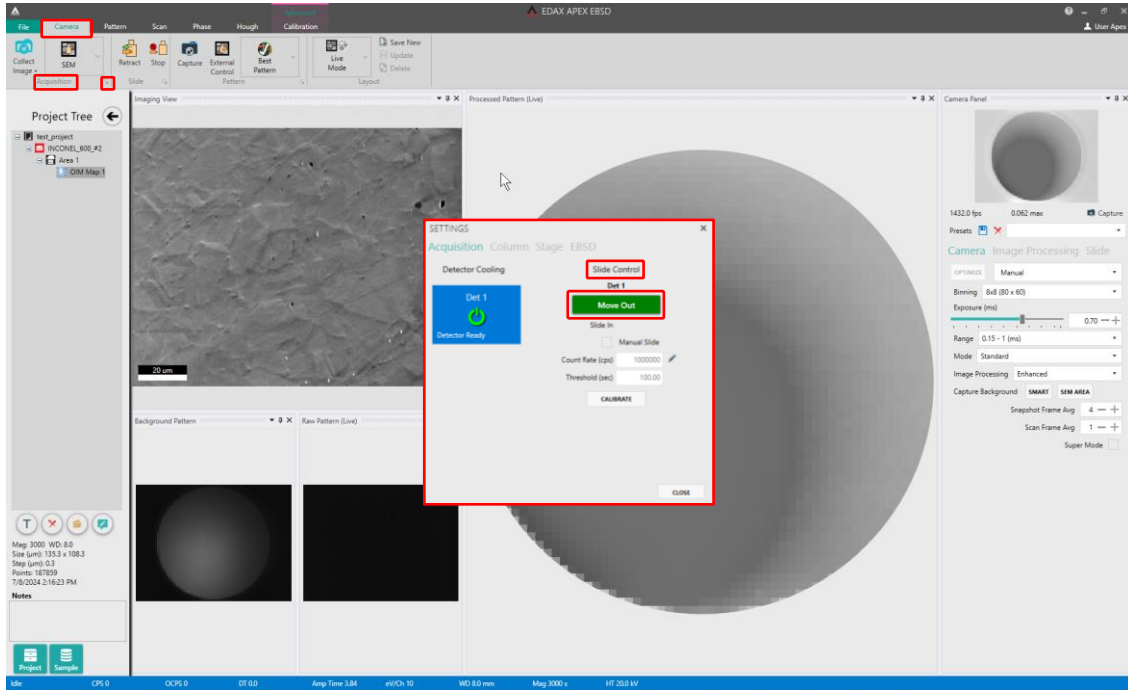 EDAX APEX EBSD
Advanced
File Camera Pattern Scan Phase Hough Calibration
User Apex
Collect Image
SEM
Retract
Stop
Capture
External Control
Best Pattern
Live Mode
Save New
Update
Delete
Acquisition
Slide
Pattern
Layout
Project Tree
test_project
INCONEL_600_#2
Area 1
OIM Map 1
T
Mag: 3000 WD: 8.0
Size (µm): 135.3 x 108.3
Step (µm): 0.3
Points: 187859
7/8/2024 2:16:23 PM
Notes
Project
Sample
Imaging View
20 um
Background Pattern
Raw Pattern (Live)
Processed Pattern (Live)
SETTINGS
Acquisition Column Stage EBSD
Detector Cooling
Det 1
Detector Ready
Slide Control
Det 1
Move Out
Slide In
Manual Slide
Count Rate (cps) 1000000
Threshold (sec) 100.00
CALIBRATE
CLOSE
Camera Panel
1432.0 fps 0.062 max Capture
Presets
Camera Image Processing Slide
OPTIMIZE Manual
Binning 8x8 (80 x 60)
Exposure (ms)
0.70
Range 0.15 - 1 (ms)
Mode Standard
Image Processing Enhanced
Capture Background SMART SEM AREA
Snapshot Frame Avg 4
Scan Frame Avg 1
Super Mode
Idle CPS 0 OCPS 0 DT 0.0 Amp Time 3.84 eV/Ch 10 WD 8.0 mm Mag 3000 x HT 20.0 kV